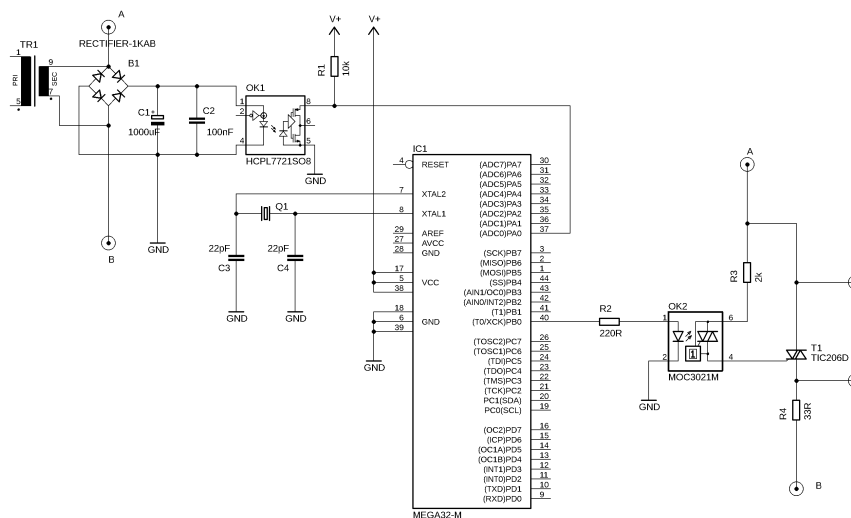 A
V+
V+
TR1
RECTIFIER-1KAB
1
9
PRI
SEC
5
7
B1
R1
10k
OK1
C1
+
1000uF
C2
100nF
1
2
4
8
6
5
HCPL7721SO8
GND
GND
B
IC1
4
RESET
(ADC7)PA7
30
(ADC6)PA6
31
(ADC5)PA5
32
7
XTAL2
(ADC4)PA4
33
(ADC3)PA3
34
Q1
8
XTAL1
(ADC2)PA2
35
(ADC1)PA1
36
29
AREF
(ADC0)PA0
37
27
AVCC
28
GND
(SCK)PB7
3
(MISO)PB6
2
17
(MOSI)PB5
1
5
VCC
(SS)PB4
44
38
(AIN1/OC0)PB3
43
(AIN0/INT2)PB2
42
18
(T1)PB1
41
6
GND
(T0/XCK)PB0
40
39
(TOSC2)PC7
26
(TOSC1)PC6
25
(TDI)PC5
24
(TDO)PC4
23
(TMS)PC3
22
(TCK)PC2
21
PC1(SDA)
20
PC0(SCL)
19
(OC2)PD7
16
(ICP)PD6
15
(OC1A)PD5
14
(OC1B)PD4
13
(INT1)PD3
12
(INT0)PD2
11
(TXD)PD1
10
(RXD)PD0
9
MEGA32-M
22pF
C3
22pF
C4
GND
GND
GND
R2
220R
OK2
1
2
6
4
1
MOC3021M
GND
A
R3
2k
T1
TIC206D
R4
33R
B